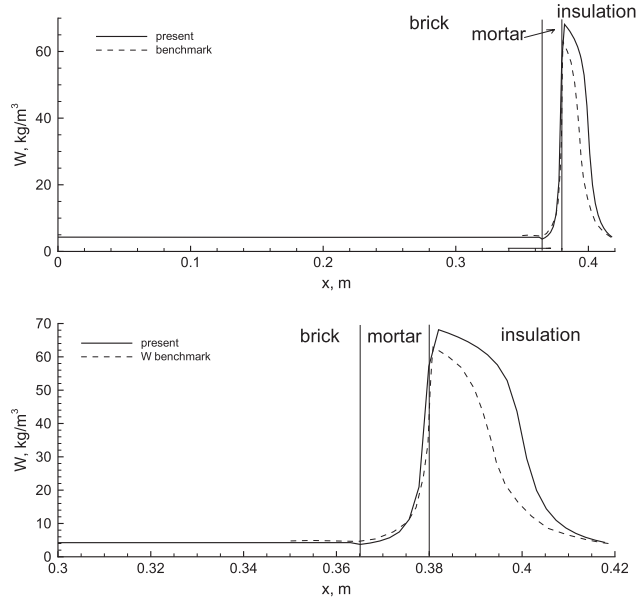 insulation
brick
mortar
present
benchmark
W, kg/m³
60
40
20
0
0 0.1 0.2 0.3 0.4
x, m
brick mortar insulation
present
W benchmark
W, kg/m³
70
60
50
40
30
20
10
0
0.3 0.32 0.34 0.36 0.38 0.4 0.42
x, m